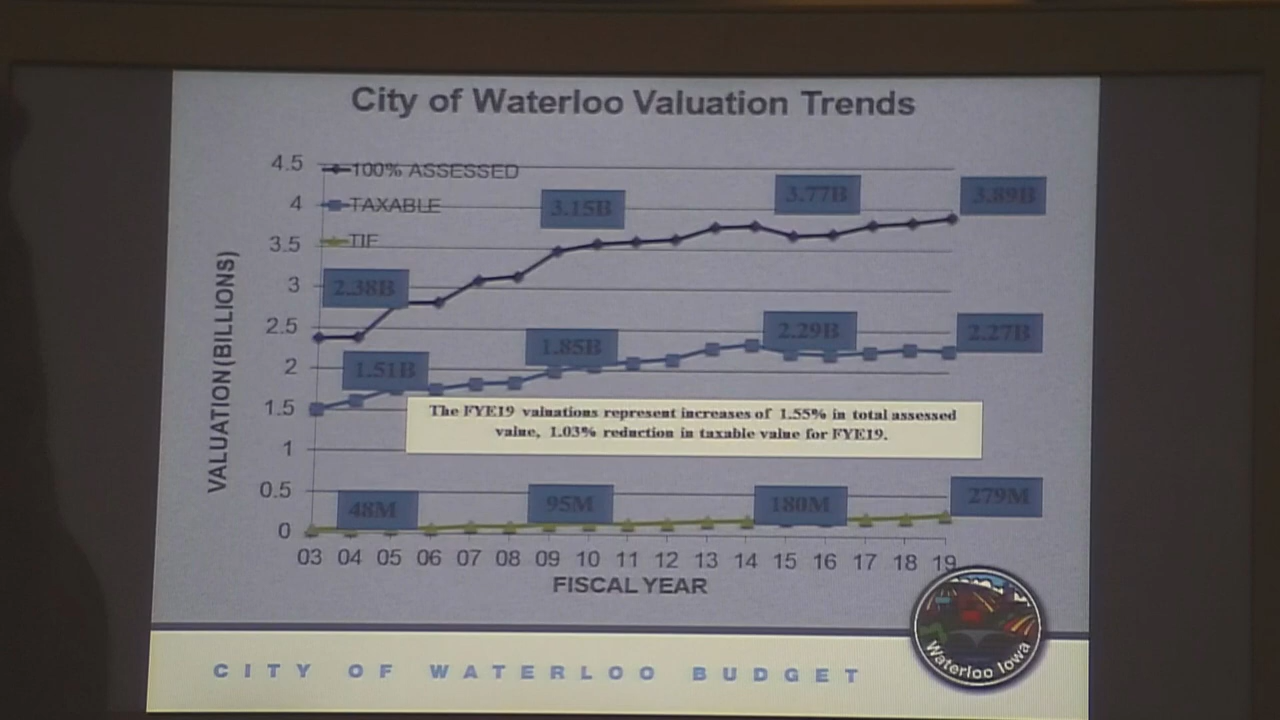 City of Waterloo Valuation Trends
4.5
4
3.5
3
2.5
2
1.5
1
0.5
0
VALUATION (BILLIONS)
100% ASSESSED
TAXABLE
TIF
2.38B
3.15B
3.77B
3.89B
1.51B
1.85B
2.29B
2.27B
The FYE19 valuations represent increases of 1.55% in total assessed
value, 1.03% reduction in taxable value for FYE19.
48M
95M
180M
279M
03 04 05 06 07 08 09 10 11 12 13 14 15 16 17 18 19
FISCAL YEAR
CITY OF WATERLOO BUDGET
Waterloo Iowa